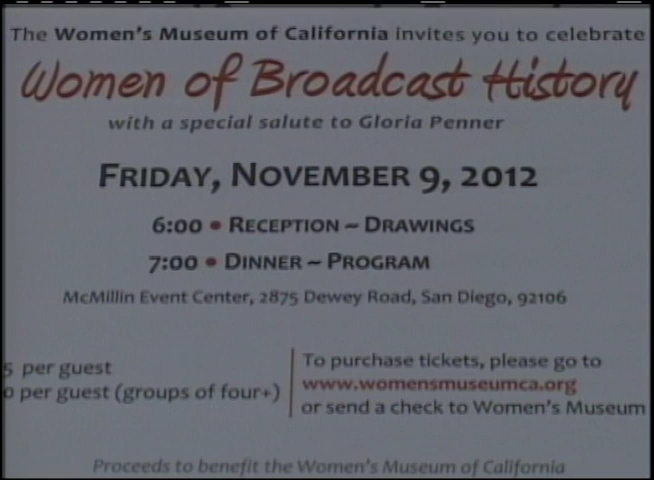 The Women's Museum of California invites you to celebrate
Women of Broadcast History
with a special salute to Gloria Penner
FRIDAY, NOVEMBER 9, 2012
6:00 • RECEPTION ~ DRAWINGS
7:00 • DINNER ~ PROGRAM
McMillin Event Center, 2875 Dewey Road, San Diego, 92106
5 per guest
0 per guest (groups of four+)
To purchase tickets, please go to
www.womensmuseumca.org
or send a check to Women's Museum
Proceeds to benefit the Women's Museum of California